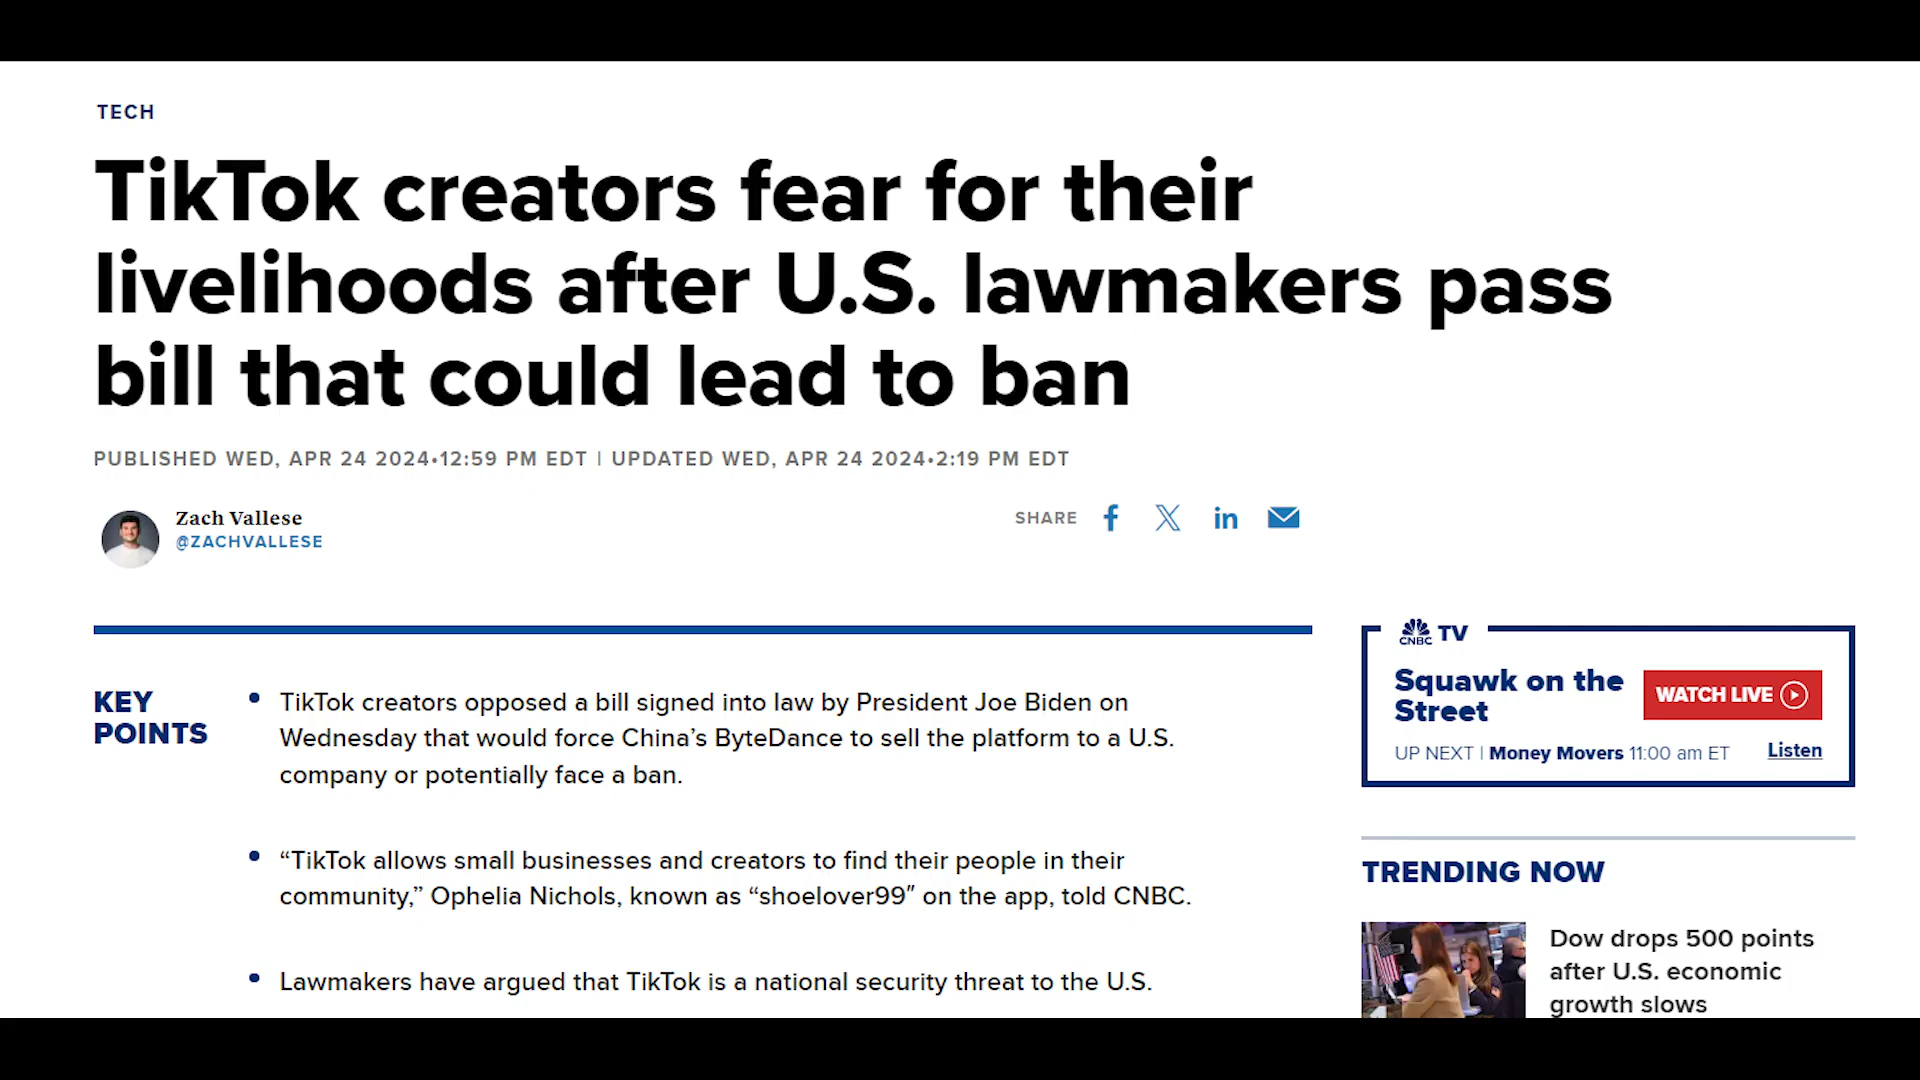 TECH
TikTok creators fear for their
livelihoods after U.S. lawmakers pass
bill that could lead to ban
PUBLISHED WED, APR 24 2024•12:59 PM EDT | UPDATED WED, APR 24 2024•2:19 PM EDT
Zach Vallese
@ZACHVALLESE
SHARE
KEY
POINTS
TikTok creators opposed a bill signed into law by President Joe Biden on
Wednesday that would force China’s ByteDance to sell the platform to a U.S.
company or potentially face a ban.
“TikTok allows small businesses and creators to find their people in their
community,” Ophelia Nichols, known as “shoelover99″ on the app, told CNBC.
Lawmakers have argued that TikTok is a national security threat to the U.S.
CNBC TV
Squawk on the
Street
WATCH LIVE
UP NEXT | Money Movers 11:00 am ET
Listen
TRENDING NOW
Dow drops 500 points
after U.S. economic
growth slows